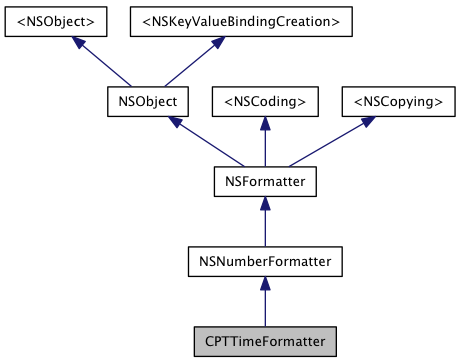 <NSObject>
<NSKeyValueBindingCreation>
NSObject
<NSCoding>
<NSCopying>
NSFormatter
NSNumberFormatter
CPTTimeFormatter